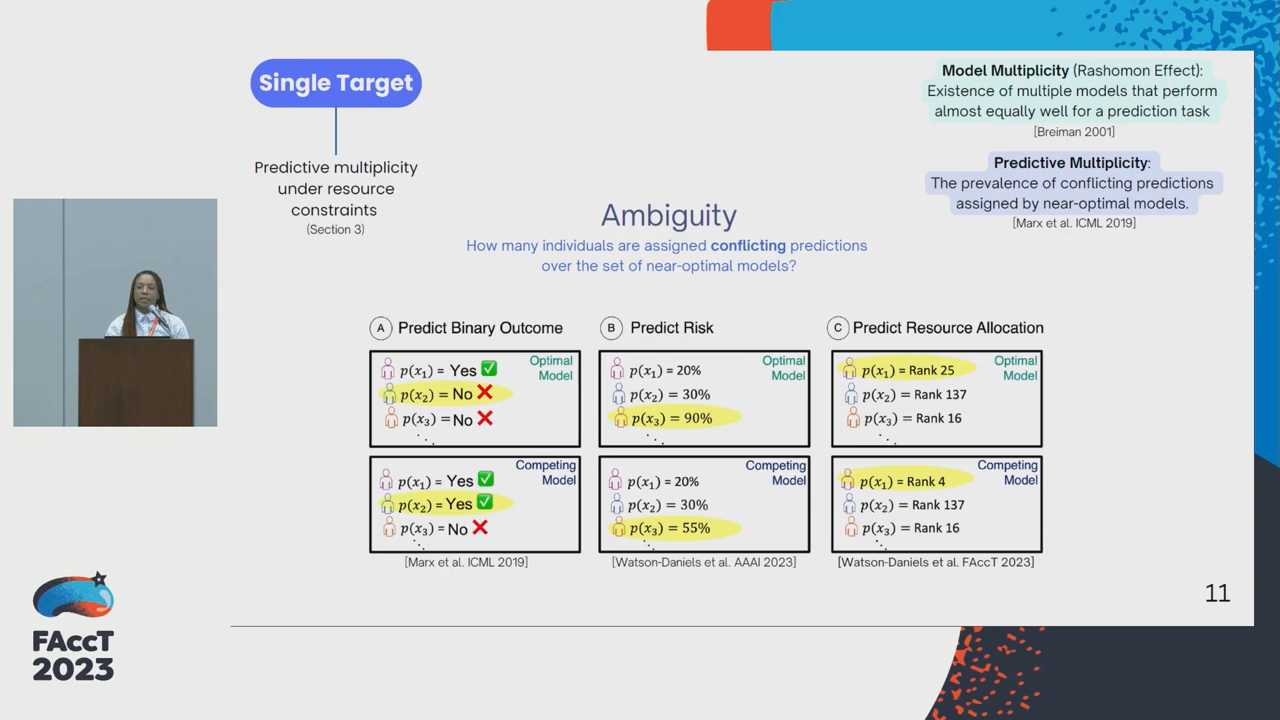 Single Target
Predictive multiplicity
under resource
constraints
(Section 3)
Model Multiplicity (Rashomon Effect):
Existence of multiple models that perform
almost equally well for a prediction task
[Breiman 2001]
Predictive Multiplicity:
The prevalence of conflicting predictions
assigned by near-optimal models.
[Marx et al. ICML 2019]
Ambiguity
How many individuals are assigned conflicting predictions
over the set of near-optimal models?
A Predict Binary Outcome
Optimal
Model
p(x₁) = Yes ✅
p(x₂) = No ❌
p(x₃) = No ❌
Competing
Model
p(x₁) = Yes ✅
p(x₂) = Yes ✅
p(x₃) = No ❌
[Marx et al. ICML 2019]
B Predict Risk
Optimal
Model
p(x₁) = 20%
p(x₂) = 30%
p(x₃) = 90%
Competing
Model
p(x₁) = 20%
p(x₂) = 30%
p(x₃) = 55%
[Watson-Daniels et al. AAAI 2023]
C Predict Resource Allocation
Optimal
Model
p(x₁) = Rank 25
p(x₂) = Rank 137
p(x₃) = Rank 16
Competing
Model
p(x₁) = Rank 4
p(x₂) = Rank 137
p(x₃) = Rank 16
[Watson-Daniels et al. FAccT 2023]
11
FAccT
2023